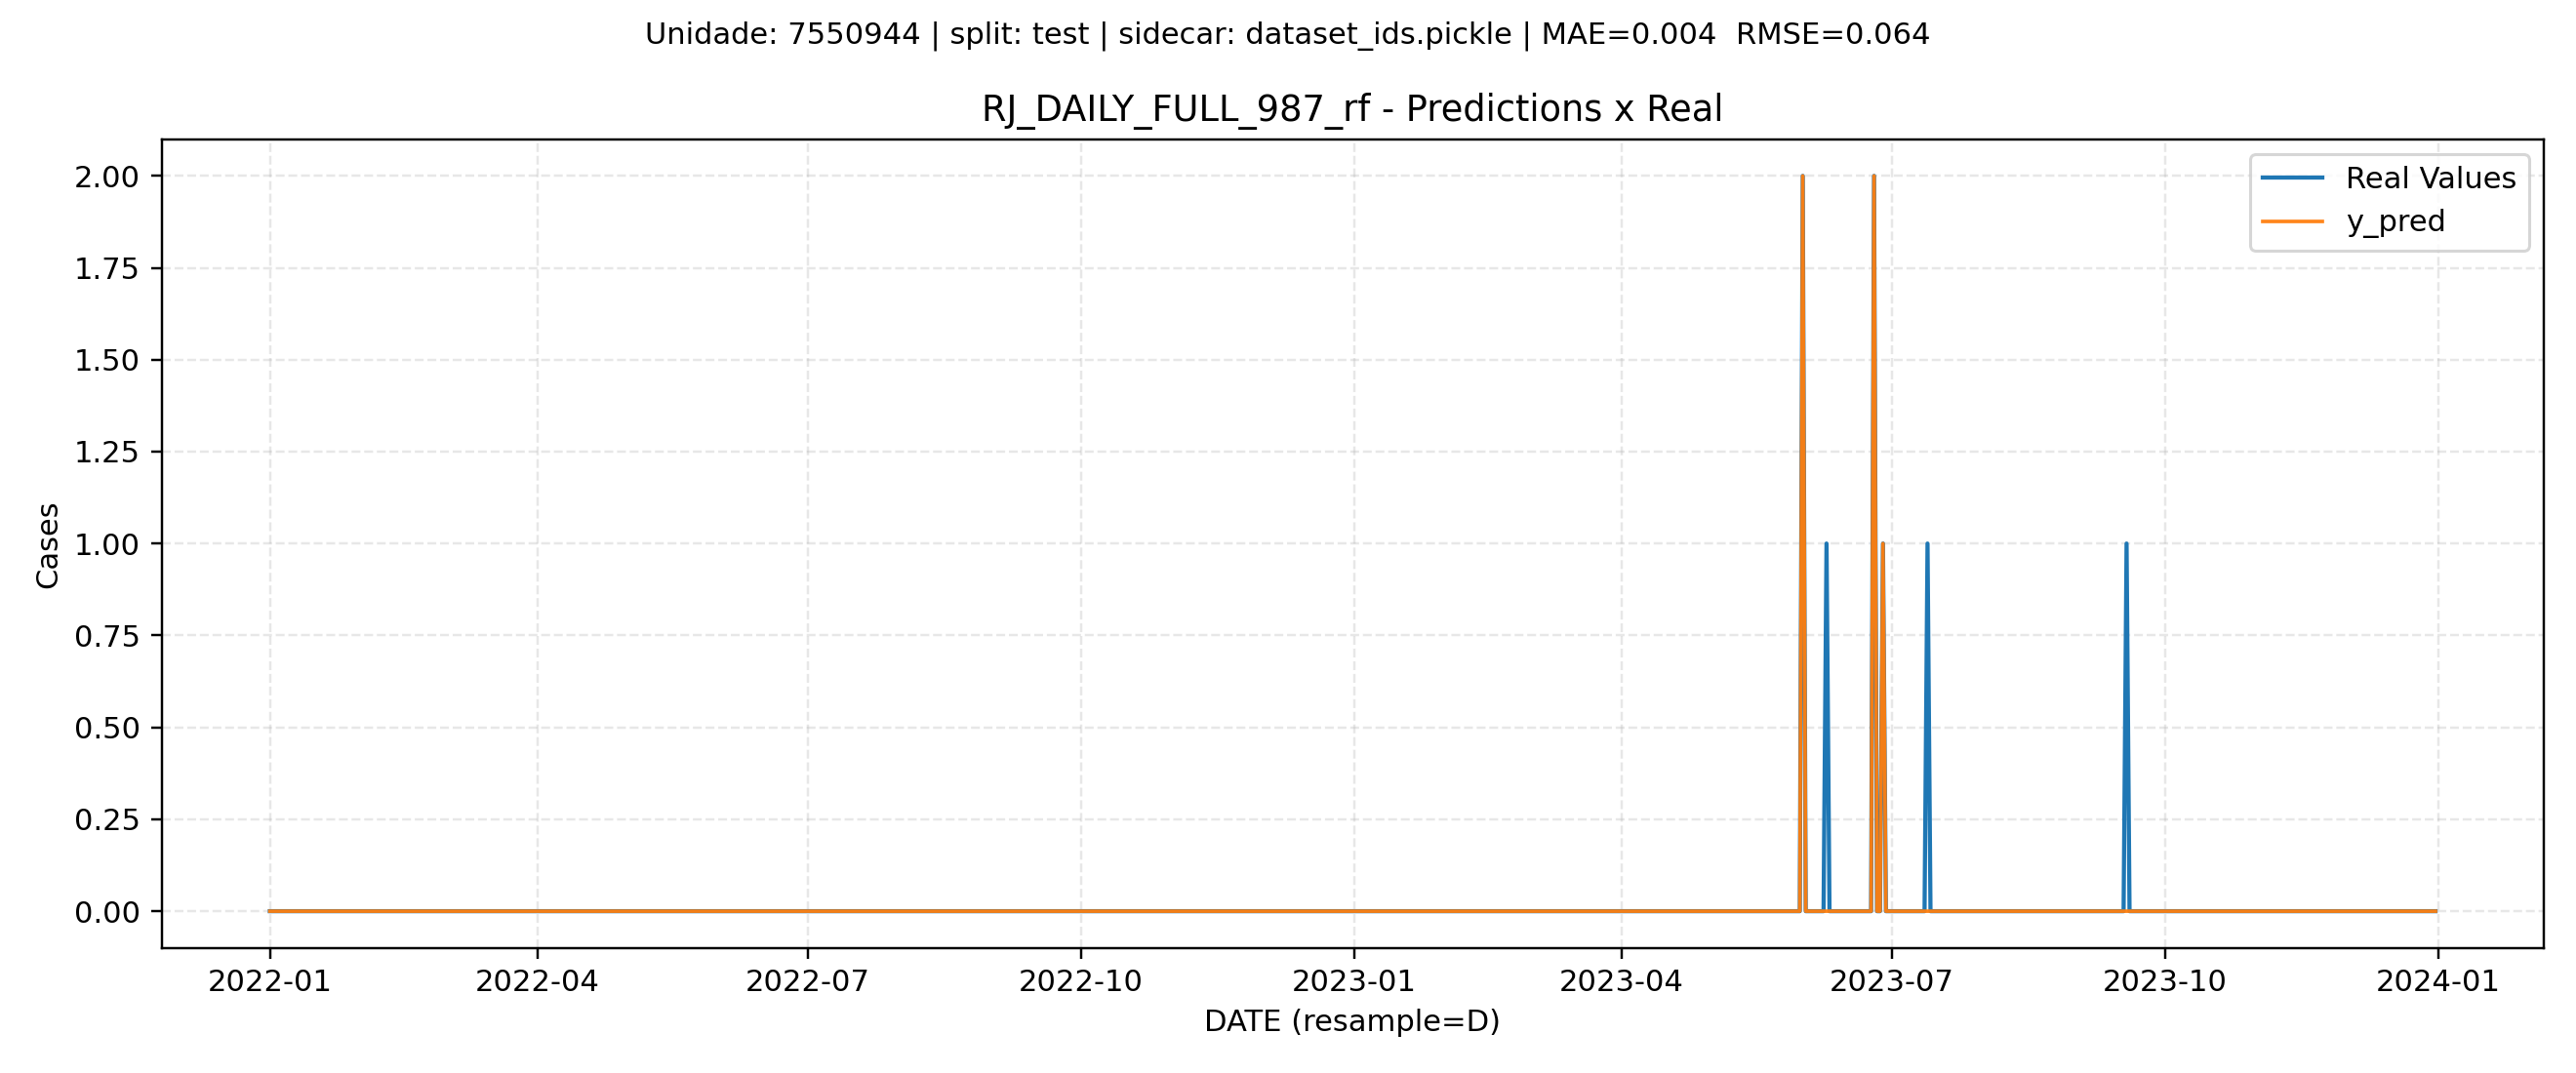 Unidade: 7550944 | split: test | sidecar: dataset_ids.pickle | MAE=0.004  RMSE=0.064
RJ_DAILY_FULL_987_rf - Predictions x Real
Real Values
y_pred
Cases
2.00
1.75
1.50
1.25
1.00
0.75
0.50
0.25
0.00
2022-01 2022-04 2022-07 2022-10 2023-01 2023-04 2023-07 2023-10 2024-01
DATE (resample=D)